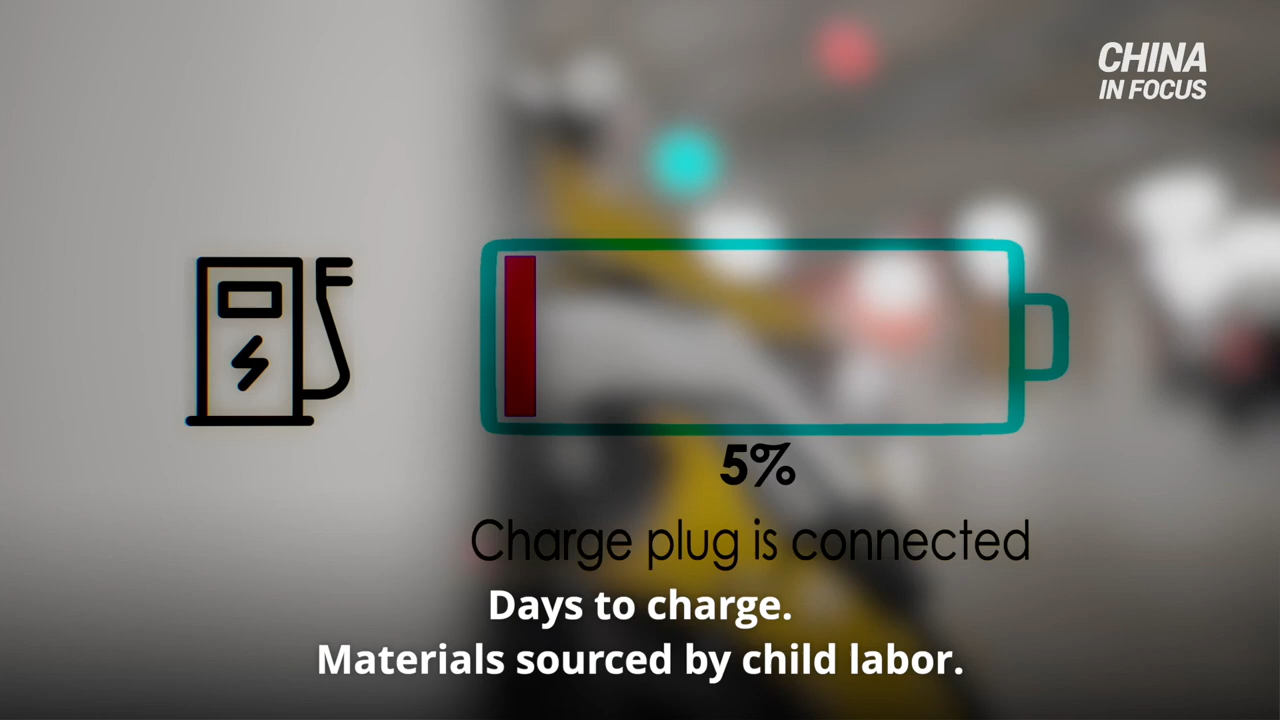 CHINA
IN FOCUS
5%
Charge plug is connected
Days to charge.
Materials sourced by child labor.